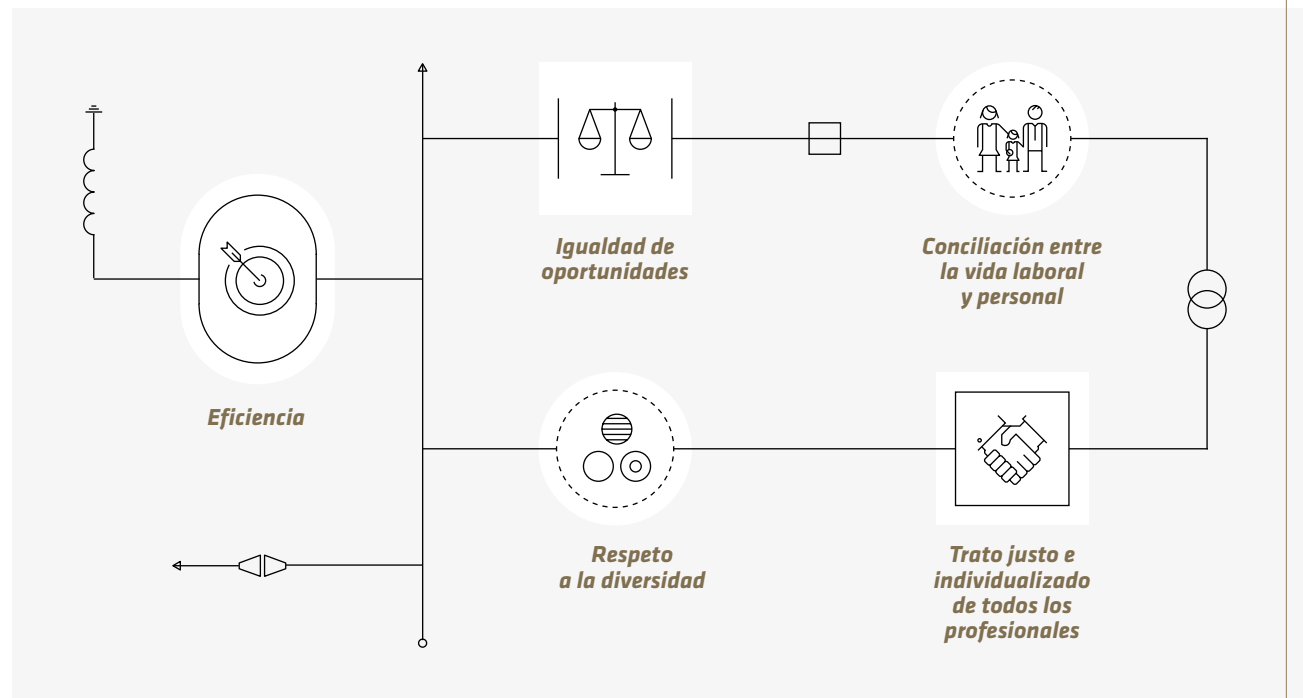 Igualdad de
oportunidades
Conciliación entre
la vida laboral
y personal
Eficiencia
Respeto
a la diversidad
Trato justo e
individualizado
de todos los
profesionales